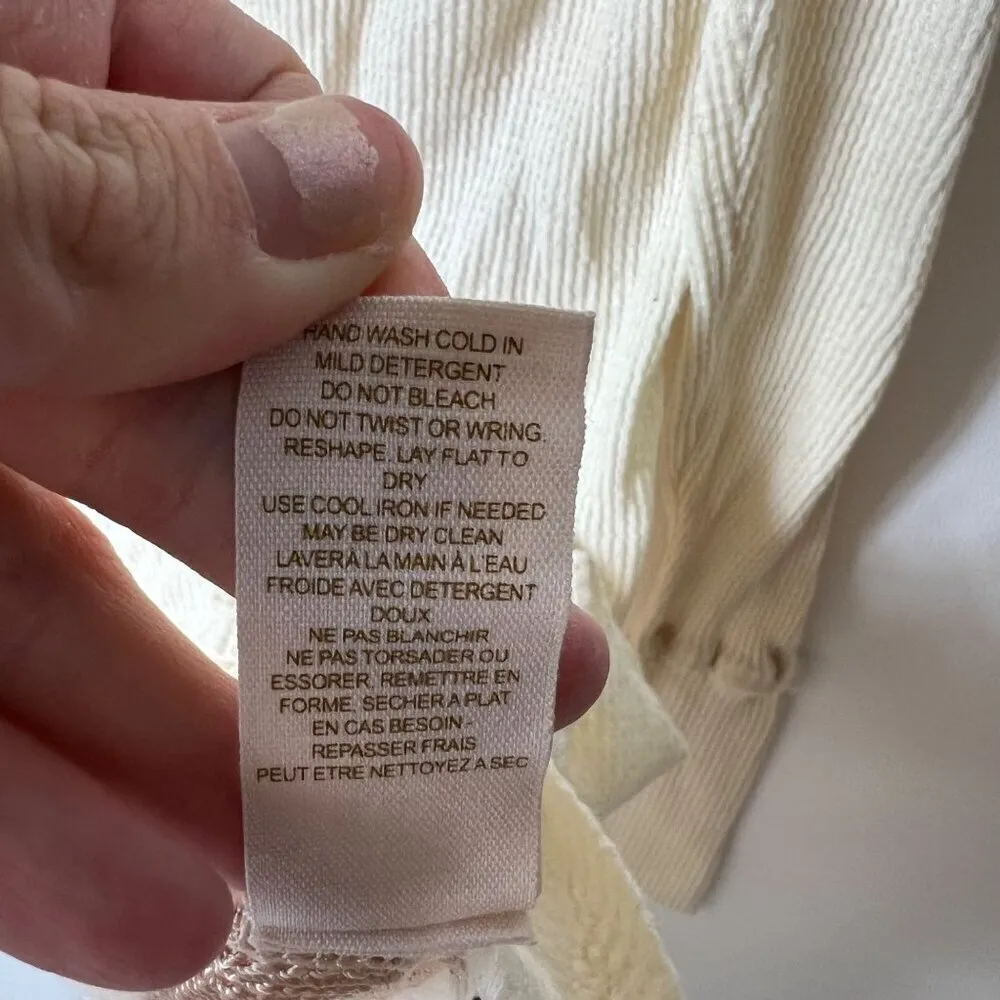 HAND WASH COLD IN
MILD DETERGENT
DO NOT BLEACH
DO NOT TWIST OR WRING.
RESHAPE, LAY FLAT TO
DRY
USE COOL IRON IF NEEDED
MAY BE DRY CLEAN
LAVER À LA MAIN À L'EAU
FROIDE AVEC DETERGENT
DOUX
NE PAS BLANCHIR
NE PAS TORSADER OU
ESSORER. REMETTRE EN
FORME, SECHER A PLAT
EN CAS BESOIN-
REPASSER FRAIS
PEUT ETRE NETTOYEZ A SEC